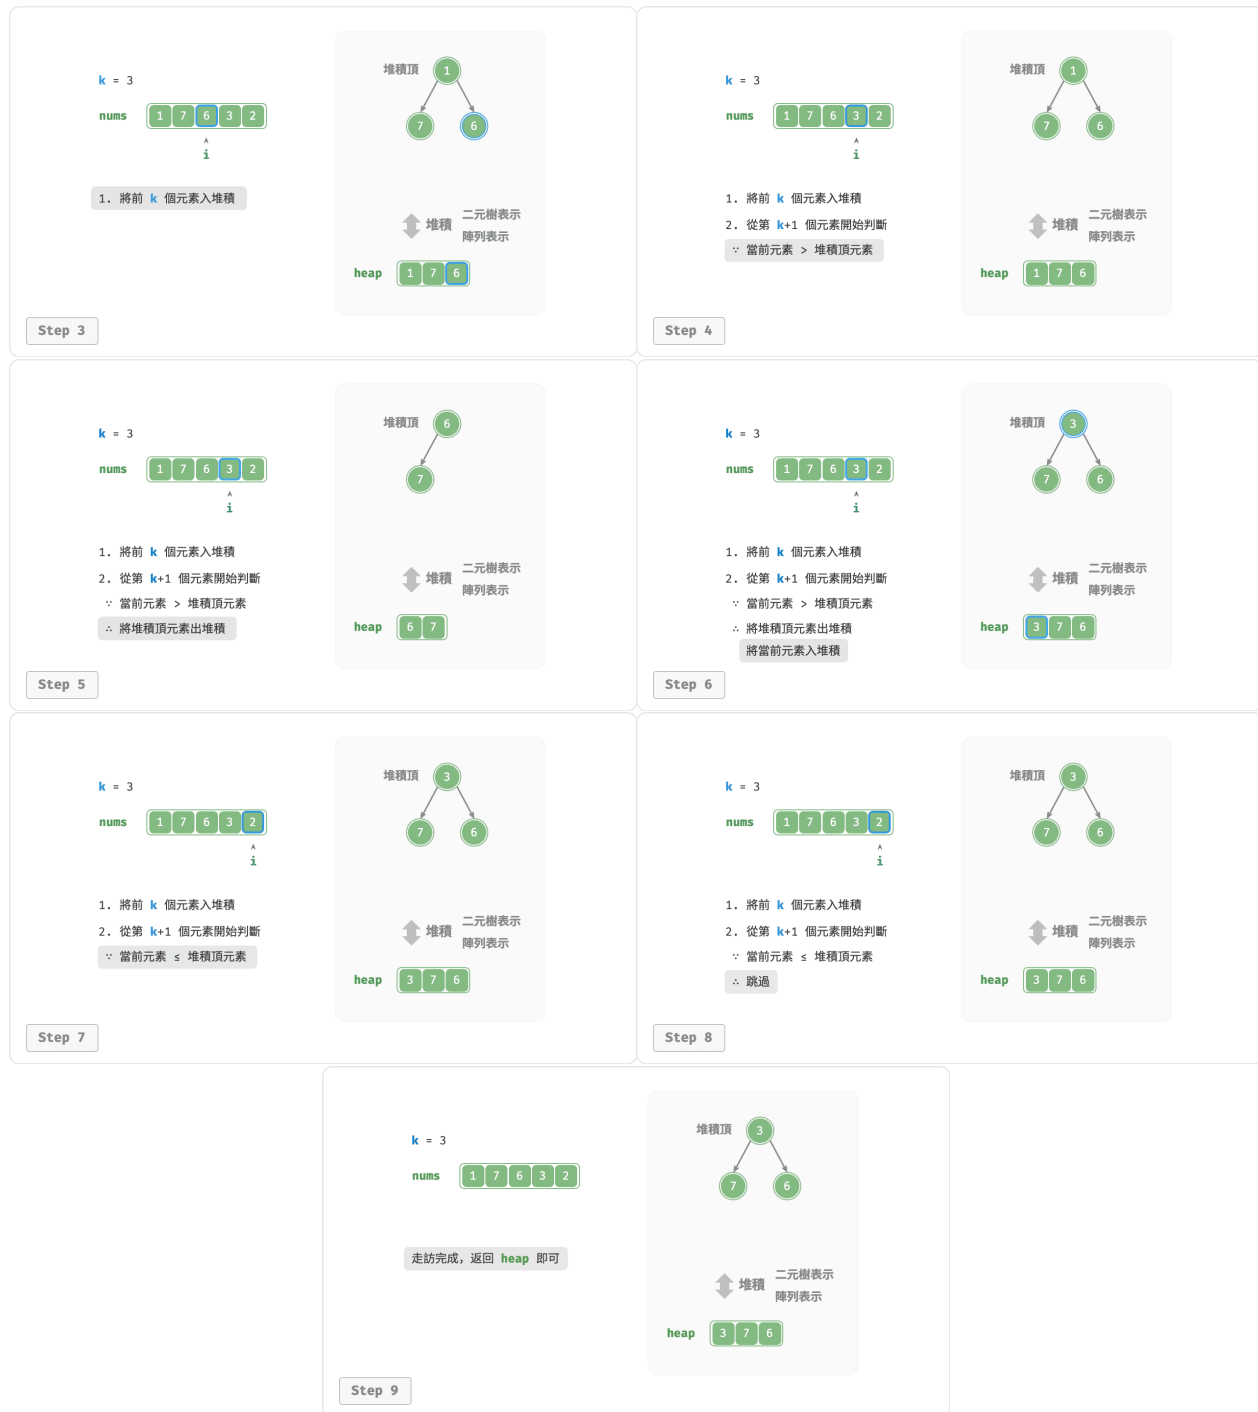 k = 3
堆積頂 1
nums 1 7 6 3 2
7 6
i
1. 將前 k 個元素入堆積
堆積 二元樹表示
陣列表示
heap 1 7 6
Step 3
k = 3
堆積頂 1
nums 1 7 6 3 2
7 6
i
1. 將前 k 個元素入堆積
2. 從第 k+1 個元素開始判斷
∵ 當前元素 > 堆積頂元素
堆積 二元樹表示
陣列表示
heap 1 7 6
Step 4
k = 3
堆積頂 6
nums 1 7 6 3 2
7
i
1. 將前 k 個元素入堆積
2. 從第 k+1 個元素開始判斷
∵ 當前元素 > 堆積頂元素
∴ 將堆積頂元素出堆積
堆積 二元樹表示
陣列表示
heap 6 7
Step 5
k = 3
堆積頂 3
nums 1 7 6 3 2
7 6
i
1. 將前 k 個元素入堆積
2. 從第 k+1 個元素開始判斷
∵ 當前元素 > 堆積頂元素
∴ 將堆積頂元素出堆積
將當前元素入堆積
堆積 二元樹表示
陣列表示
heap 3 7 6
Step 6
k = 3
堆積頂 3
nums 1 7 6 3 2
7 6
i
1. 將前 k 個元素入堆積
2. 從第 k+1 個元素開始判斷
∵ 當前元素 ≤ 堆積頂元素
堆積 二元樹表示
陣列表示
heap 3 7 6
Step 7
k = 3
堆積頂 3
nums 1 7 6 3 2
7 6
i
1. 將前 k 個元素入堆積
2. 從第 k+1 個元素開始判斷
∵ 當前元素 ≤ 堆積頂元素
∴ 跳過
堆積 二元樹表示
陣列表示
heap 3 7 6
Step 8
k = 3
堆積頂 3
nums 1 7 6 3 2
7 6
走訪完成，返回 heap 即可
堆積 二元樹表示
陣列表示
heap 3 7 6
Step 9